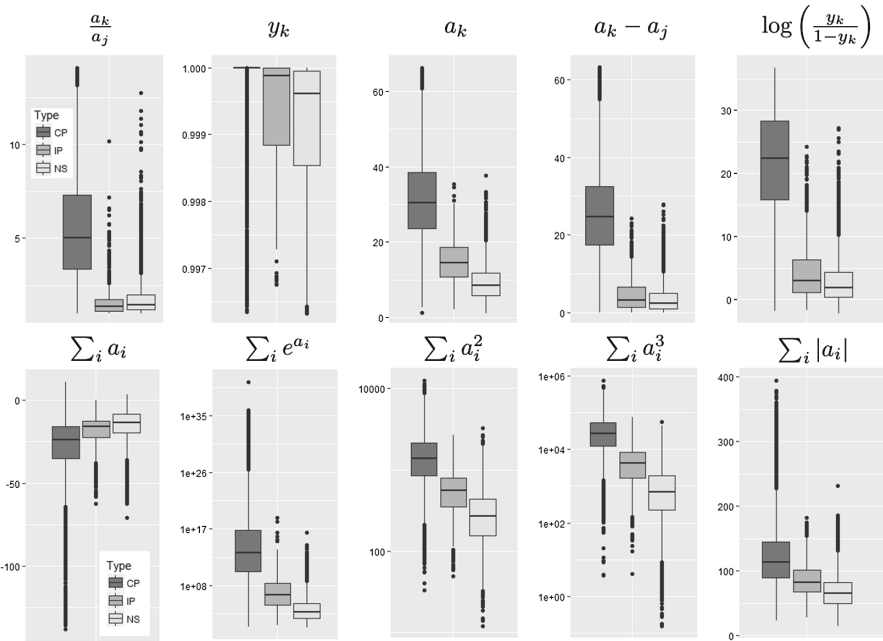 a_k / a_j
y_k
a_k
a_k − a_j
log ( y_k / 1−y_k )
10
5
Type
CP
IP
NS
1.000
0.999
0.998
0.997
60
40
20
0
60
40
20
0
30
20
10
0
∑_i a_i
∑_i e^{a_i}
∑_i a_i^2
∑_i a_i^3
∑_i |a_i|
0
-50
-100
Type
CP
IP
NS
1e+35
1e+26
1e+17
1e+08
10000
100
1e+06
1e+04
1e+02
1e+00
400
300
200
100
0